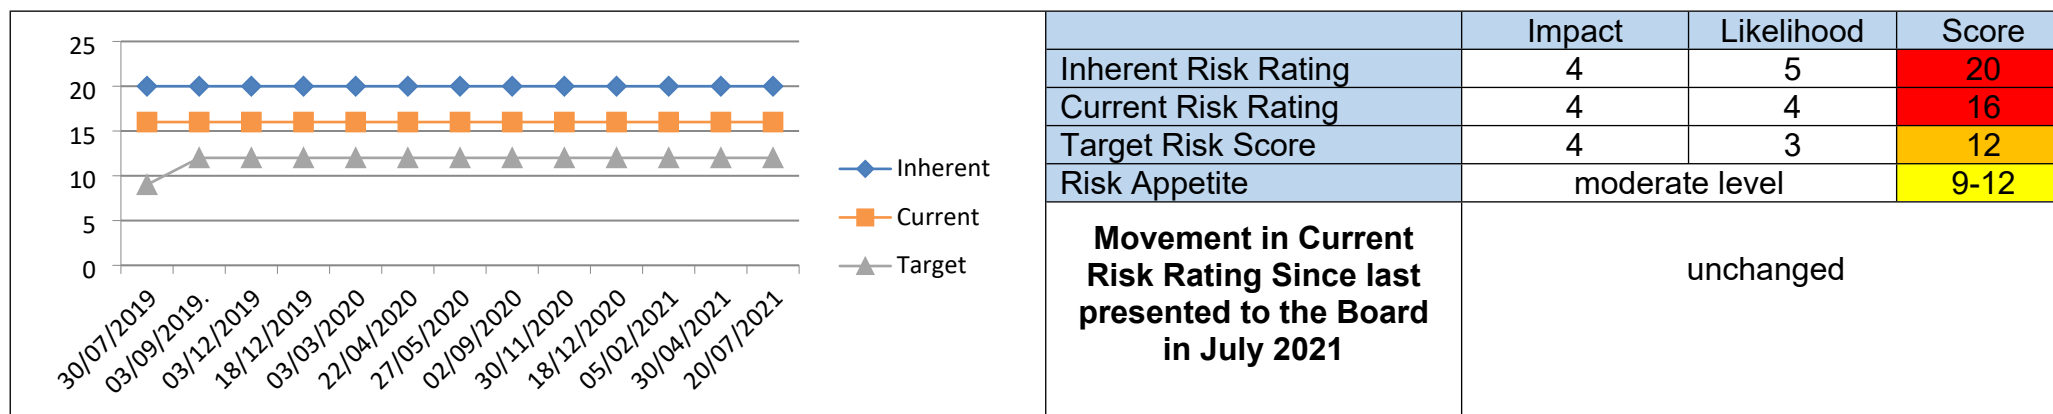 25
20
15
10
5
0
30/07/2019
03/09/2019.
03/12/2019
18/12/2019
03/03/2020
22/04/2020
27/05/2020
02/09/2020
30/11/2020
18/12/2020
05/02/2021
30/04/2021
20/07/2021
Inherent
Current
Target
Impact Likelihood Score
Inherent Risk Rating 4 5 20
Current Risk Rating 4 4 16
Target Risk Score 4 3 12
Risk Appetite moderate level 9-12
Movement in Current
Risk Rating Since last
presented to the Board
in July 2021
unchanged